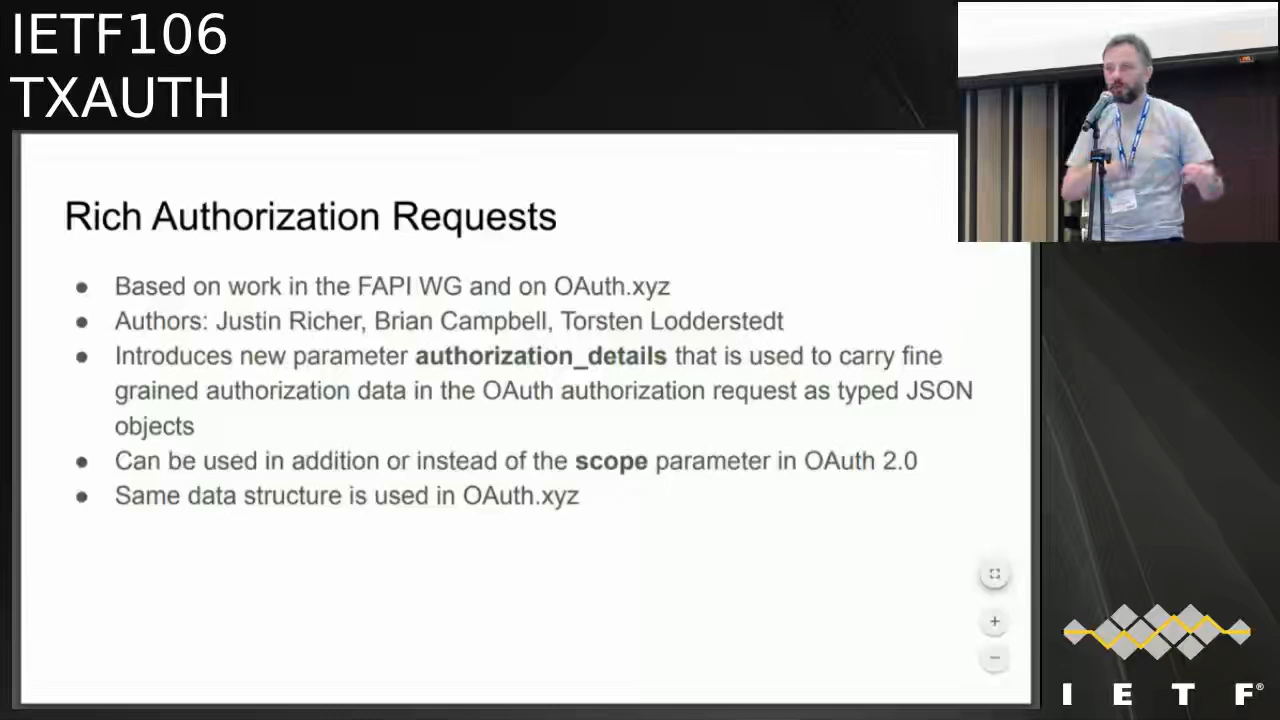 IETF106
TXAUTH
Rich Authorization Requests
● Based on work in the FAPI WG and on OAuth.xyz
● Authors: Justin Richer, Brian Campbell, Torsten Lodderstedt
● Introduces new parameter authorization_details that is used to carry fine
grained authorization data in the OAuth authorization request as typed JSON
objects
● Can be used in addition or instead of the scope parameter in OAuth 2.0
● Same data structure is used in OAuth.xyz
I E T F®